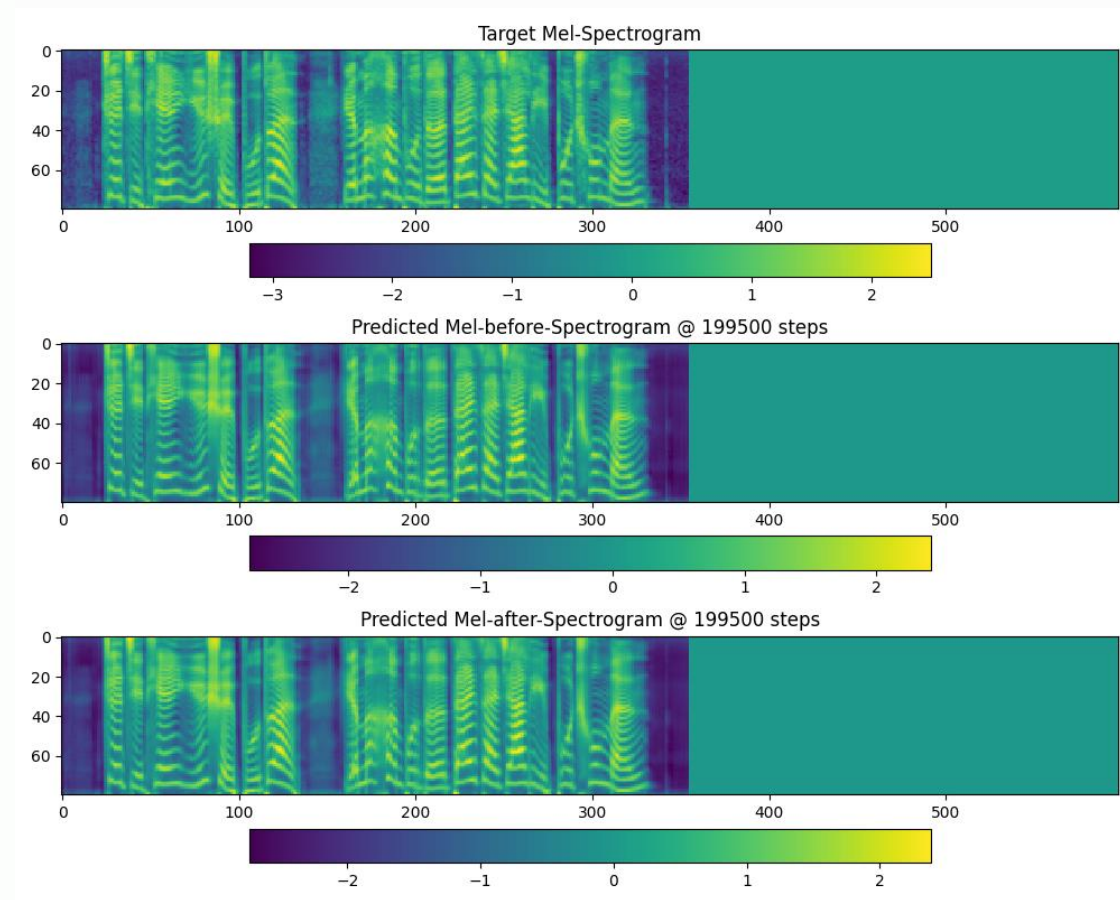 Target Mel-Spectrogram
0
20
40
60
0 100 200 300 400 500
−3 −2 −1 0 1 2
Predicted Mel-before-Spectrogram @ 199500 steps
0
20
40
60
0 100 200 300 400 500
−2 −1 0 1 2
Predicted Mel-after-Spectrogram @ 199500 steps
0
20
40
60
0 100 200 300 400 500
−2 −1 0 1 2